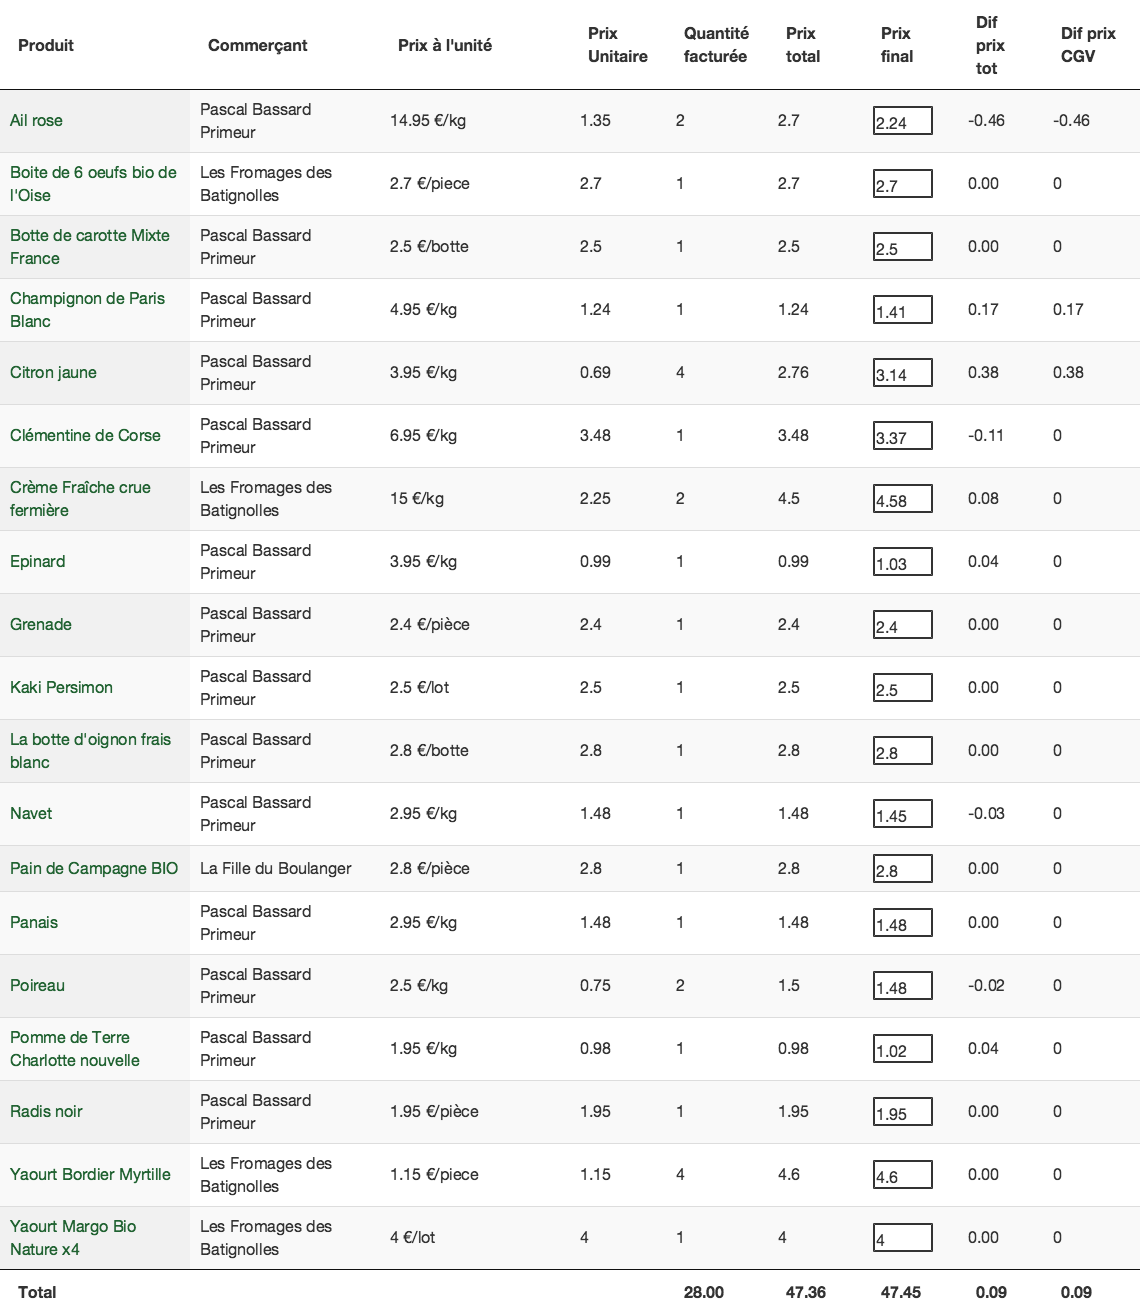 Produit Commerçant Prix à l'unité Prix Unitaire Quantité facturée Prix total Prix final Dif prix tot Dif prix CGV
Ail rose Pascal Bassard Primeur 14.95 €/kg 1.35 2 2.7 2.24 -0.46 -0.46
Boite de 6 oeufs bio de l'Oise Les Fromages des Batignolles 2.7 €/piece 2.7 1 2.7 2.7 0.00 0
Botte de carotte Mixte France Pascal Bassard Primeur 2.5 €/botte 2.5 1 2.5 2.5 0.00 0
Champignon de Paris Blanc Pascal Bassard Primeur 4.95 €/kg 1.24 1 1.24 1.41 0.17 0.17
Citron jaune Pascal Bassard Primeur 3.95 €/kg 0.69 4 2.76 3.14 0.38 0.38
Clémentine de Corse Pascal Bassard Primeur 6.95 €/kg 3.48 1 3.48 3.37 -0.11 0
Crème Fraîche crue fermière Les Fromages des Batignolles 15 €/kg 2.25 2 4.5 4.58 0.08 0
Epinard Pascal Bassard Primeur 3.95 €/kg 0.99 1 0.99 1.03 0.04 0
Grenade Pascal Bassard Primeur 2.4 €/pièce 2.4 1 2.4 2.4 0.00 0
Kaki Persimon Pascal Bassard Primeur 2.5 €/lot 2.5 1 2.5 2.5 0.00 0
La botte d'oignon frais blanc Pascal Bassard Primeur 2.8 €/botte 2.8 1 2.8 2.8 0.00 0
Navet Pascal Bassard Primeur 2.95 €/kg 1.48 1 1.48 1.45 -0.03 0
Pain de Campagne BIO La Fille du Boulanger 2.8 €/pièce 2.8 1 2.8 2.8 0.00 0
Panais Pascal Bassard Primeur 2.95 €/kg 1.48 1 1.48 1.48 0.00 0
Poireau Pascal Bassard Primeur 2.5 €/kg 0.75 2 1.5 1.48 -0.02 0
Pomme de Terre Charlotte nouvelle Pascal Bassard Primeur 1.95 €/kg 0.98 1 0.98 1.02 0.04 0
Radis noir Pascal Bassard Primeur 1.95 €/pièce 1.95 1 1.95 1.95 0.00 0
Yaourt Bordier Myrtille Les Fromages des Batignolles 1.15 €/piece 1.15 4 4.6 4.6 0.00 0
Yaourt Margo Bio Nature x4 Les Fromages des Batignolles 4 €/lot 4 1 4 4 0.00 0
Total 28.00 47.36 47.45 0.09 0.09